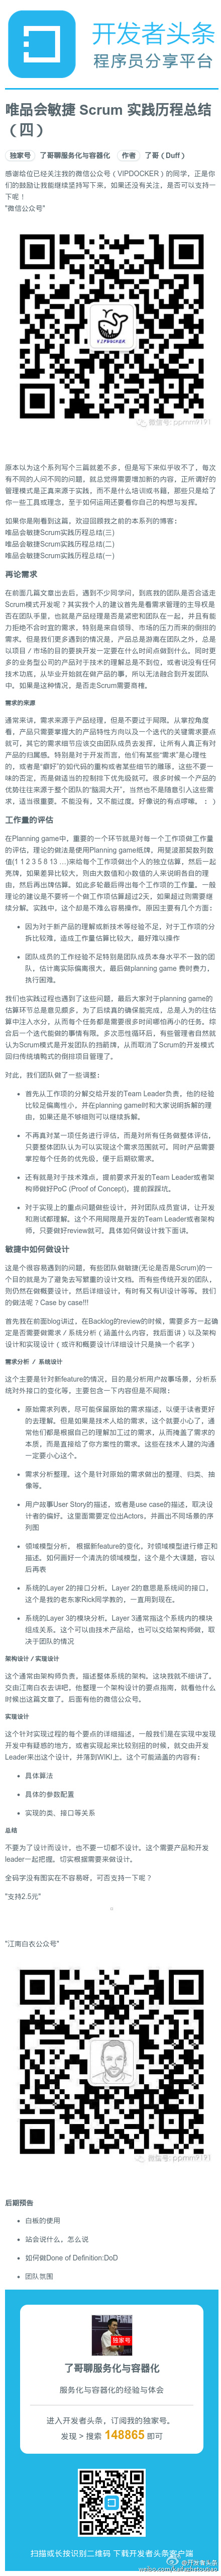 开发者头条
程序员分享平台
唯品会敏捷 Scrum 实践历程总结
（四）
独家号 了哥聊服务化与容器化 作者 了哥（Duff）
感谢给位已经关注我的微信公众号（VIPDOCKER）的同学，正是你
们的鼓励让我能继续坚持写下来，如果还没有关注，是否可以支持一
下呢！
"微信公众号"
VIPDOCKER
微信号: ppmm9191
原本以为这个系列写个三篇就差不多，但是写下来似乎收不了，每次
有不同的人问不同的问题，就总觉得需要增加新的内容，正所谓好的
管理模式是正真来源于实践，而不是什么培训或书籍，那些只是给了
你一些工具或理念，至于如何运用还要看你自己的构想与发挥。
如果你是刚看到这篇，欢迎回顾我之前的本系列的博客:
唯品会敏捷Scrum实践历程总结(三)
唯品会敏捷Scrum实践历程总结(二)
唯品会敏捷Scrum实践历程总结(一)
再论需求
在前面几篇文章出去后，遇到不少同学问，到底我的团队是否合适走
Scrum模式开发呢？其实我个人的建议首先是看需求管理的主导权是
否在团队手里，也就是产品经理是否是紧密和团队在一起，并且有能
力拒绝不合时宜的需求，特别是来自领导、市场的压力而来的倒排的
需求。但是我们更多遇到的情况是，产品总是游离在团队之外，总是
以项目／市场的目的要挟开发一定要在什么时间点做到什么。同时更
多的业务型公司的产品对于技术的理解总是不到位，或者说没有任何
技术功底，从毕业开始就在做产品的事，所以无法融合到开发团队
中。如果是这种情况，是否走Scrum需要商榷。
需求的来源
通常来讲，需求来源于产品经理，但是不要过于局限。从掌控角度
看，产品只需要掌握大的产品特性方向以及一个迭代的关键需求要点
就可，其它的需求细节应该交由团队成员去发挥，让所有人真正有对
产品的归属感。特别是对于开发而言，他们有某些“需求”是心理性
的，或者是“癖好”的如代码的重构或者某些细节的雕琢，这些不要一
味的否定，而是做适当的控制排下优先级就可。很多时候一个产品的
优势往往来源于整个团队的“脑洞大开”，当然也不是随意引入这些需
求，适当很重要，不能没有，又不能过度，好像说的有点啰嗦。 : )
工作量的评估
在Planning game中，重要的一个环节就是对每一个工作项做工作量
的评估，理论的做法是使用Planning game纸牌，用斐波那契数列数
值(1 1 2 3 5 8 13 …)来给每个工作项做出个人的独立估算，然后一起
亮牌，如果差异比较大，则由大数值和小数值的人来说明各自的理
由，然后再出牌估算。如此多轮最后得出每个工作项的工作量。一般理
论的建议是不要将一个做工作项估算超过2天，如果超过则需要继
续分解，实践中，这个却是不难么容易操作。原因主要有几个方面:
• 因为对于新产品的理解或新技术等经验不足，对于工作项的分
拆比较难，造成工作量估算比较大，最好难以操作
• 团队成员的工作经验不足特别是团队成员本身水平不一致的团
队，估计离实际偏离很大，最后做planning game 费时费力，
执行困难。
我们也实践过程也遇到了这些问题，最后大家对于planning game的
估算环节总是意见颇多，为了后续真的确保能完成，总是人为的往估
算中注入水分，从而每个任务都是需要很多时间哪怕再小的任务。综
合后一个迭代能做的事情有限。多次恶性循环后，有些管理者自然就
认为Scrum模式是开发团队的挡箭牌，从而取消了Scrum的开发模式
回归传统填鸭式的倒排项目管理了。
对此，我们团队做了一些调整:
• 首先从工作项的分解交给开发的Team Leader负责，他的经验
比较足偏离性小，并在planning game时和大家说明拆解的理
由，如果还是不够细则可以继续拆解。
• 不再真对某一项任务进行评估，而是对所有任务做整体评估，
只要整体团队认为可以实现这个需求范围就可。同时产品需要
掌控每个任务的优先级，便于后期砍需求。
• 还有就是对于技术难点，提前要求开发的Team Leader或者架
构师做好PoC (Proof of Concept)，提前踩踩坑。
• 对于实现上的重点问题做些设计，并对团队成员宣讲，让开发
和测试都理解。这个不用局限是开发的Team Leader或者架构
师，只要做好review就可。具体如何做设计我下面讲。
敏捷中如何做设计
这是个很容易遇到的问题，有些团队做敏捷(无论是否是Scrum)的一
个目的就是为了避免去写繁重的设计文档。而有些传统开发的团队，
则仍然在做概要设计，然后详细设计，有时有又有UI设计等等。我们
的做法呢？Case by case!!!
首先我在前面blog讲过，在Backlog的review的时候，需要多方一起确
定是否需要做需求／系统分析（涵盖什么内容，我后面讲）以及架构
设计和实现设计（或许和概要设计/详细设计只是换一个名字）
需求分析 ／ 系统设计
这个主要是针对新feature的情况，目的是分析用户故事场景，分析系
统对外接口的变化等，主要包含一下内容但是不局限:
• 原始需求列表。尽可能保留原始的需求描述，以便于读者更好
的去理解。但是如果是技术人给的需求，这个就要小心了，通
常他们都是根据自己的理解加工过的需求，从而掩盖了需求的
本质，而是直接给了你方案性的需求。这些在技术人建的沟通
一定要小心这个。
• 需求分析整理。这个是针对原始的需求做出的整理、归类、抽
像等。
• 用户故事User Story的描述。或者是use case的描述，取决设
计者的偏好。这里面需要定位出Actors，并画出不同场景的序
列图
• 领域模型分析。 根据新feature的变化，对领域模型进行修正和
描述。如何画好一个清洗的领域模型，这个是个大课题，容以
后再表
• 系统的Layer 2的接口分析。Layer 2的意思是系统间的接口，
这个是我的老东家Rick同学教的，一直用到现在。
• 系统的Layer 3的模块分析。Layer 3通常指这个系统内的模块
组成关系。这个可以由技术产品给，也可以交给架构师做，取
决于团队的情况
架构设计 / 实现设计
这个通常由架构师负责，描述整体系统的架构。这块我就不细讲了。
交由江南白衣去讲吧，他整理一个架构设计的要点指南，就看他什么
时候出这篇文章了，后面有他的微信公众号。
实现设计
这个针对实现过程的每个要点的详细描述，一般我们是在实现中发现
开发中有疑惑的地方，或者实现起来比较别扭的时候，就交由开发
Leader来出这个设计，并落到WIKI上。这个可能涵盖的内容有:
• 具体算法
• 具体的参数配置
• 实现的类、接口等关系
总结
不要为了设计而设计，也不要一切都不设计。这个需要产品和开发
leader一起把握。切实根据需要来做设计。
全码字没有图实在不容易呀，可否支持一下呢？
"支持2.5元"
"江南白衣公众号"
微信号: ppmm9191
后期预告
• 白板的使用
• 站会说什么，怎么说
• 如何做Done of Definition:DoD
• 团队氛围
独家号
了哥聊服务化与容器化
服务化与容器化的经验与体会
进入开发者头条，订阅我的独家号。
发现 > 搜索 148865 即可
扫描或长按识别二维码 下载开发者头条客户端
@开发者头条